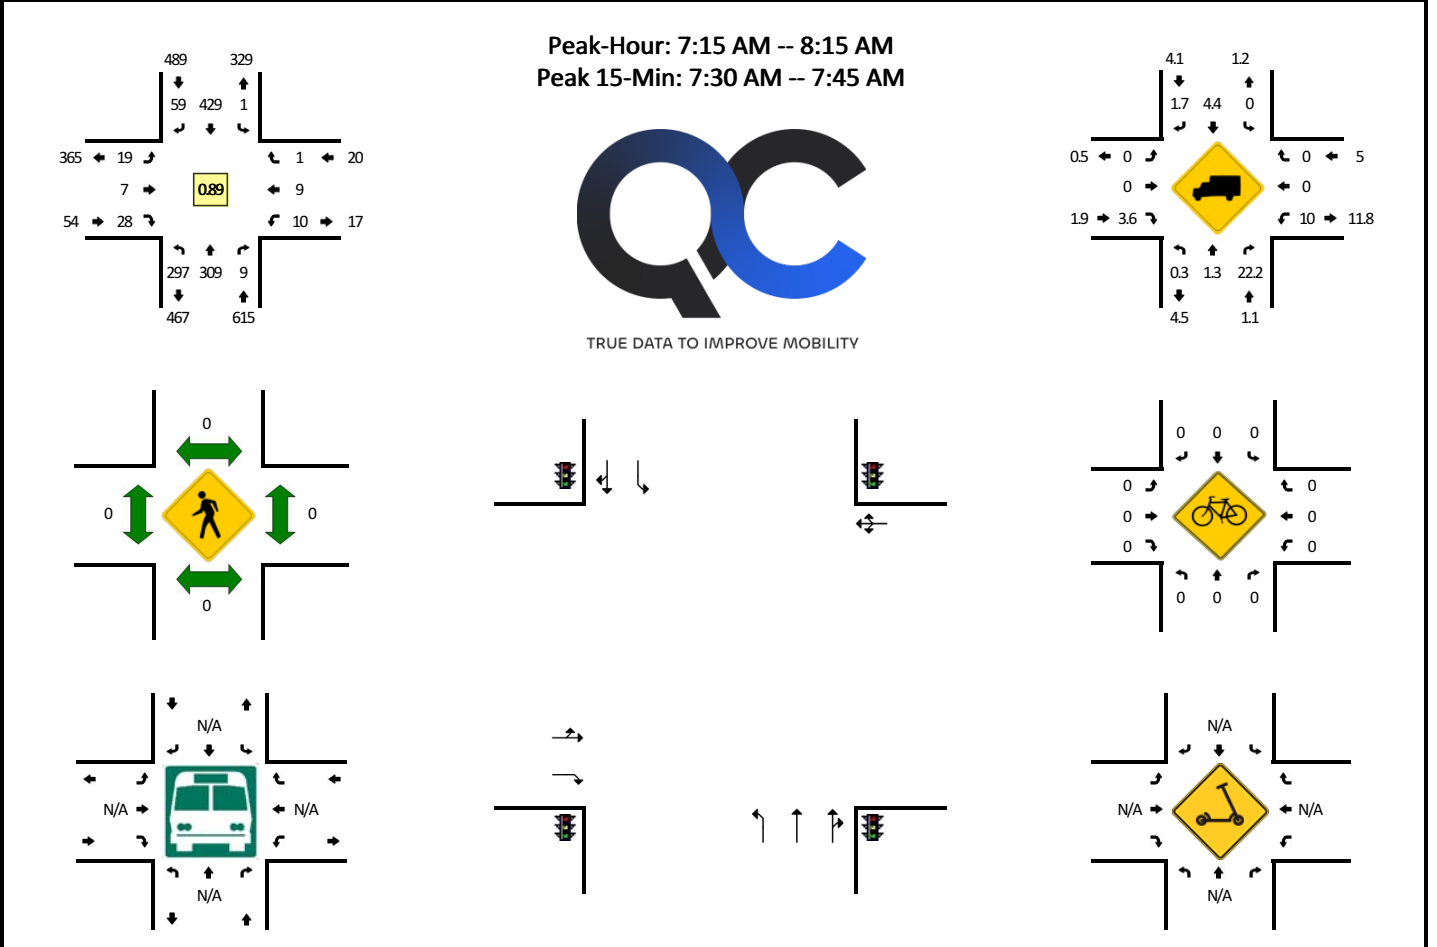 Peak-Hour: 7:15 AM -- 8:15 AM
Peak 15-Min: 7:30 AM -- 7:45 AM
489 329
59 429 1
365 19 1 20
7 0.89 9
54 28 10 17
297 309 9
467 615
TRUE DATA TO IMPROVE MOBILITY
4.1 1.2
1.7 4.4 0
0.5 0 0 5
0 0
1.9 3.6 10 11.8
0.3 1.3 22.2
4.5 1.1
0
0 0
0
0 0 0
0 0
0 0
0 0
0 0 0
N/A
N/A N/A
N/A
N/A
N/A N/A
N/A